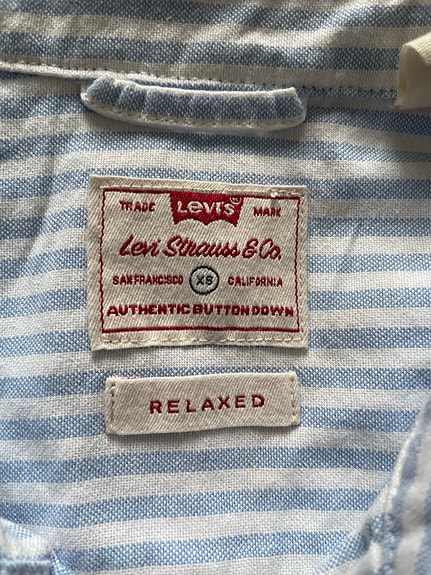 TRADE Levi's® MARK
Levi Strauss & Co.
SAN FRANCISCO XS CALIFORNIA
AUTHENTIC BUTTON DOWN
RELAXED